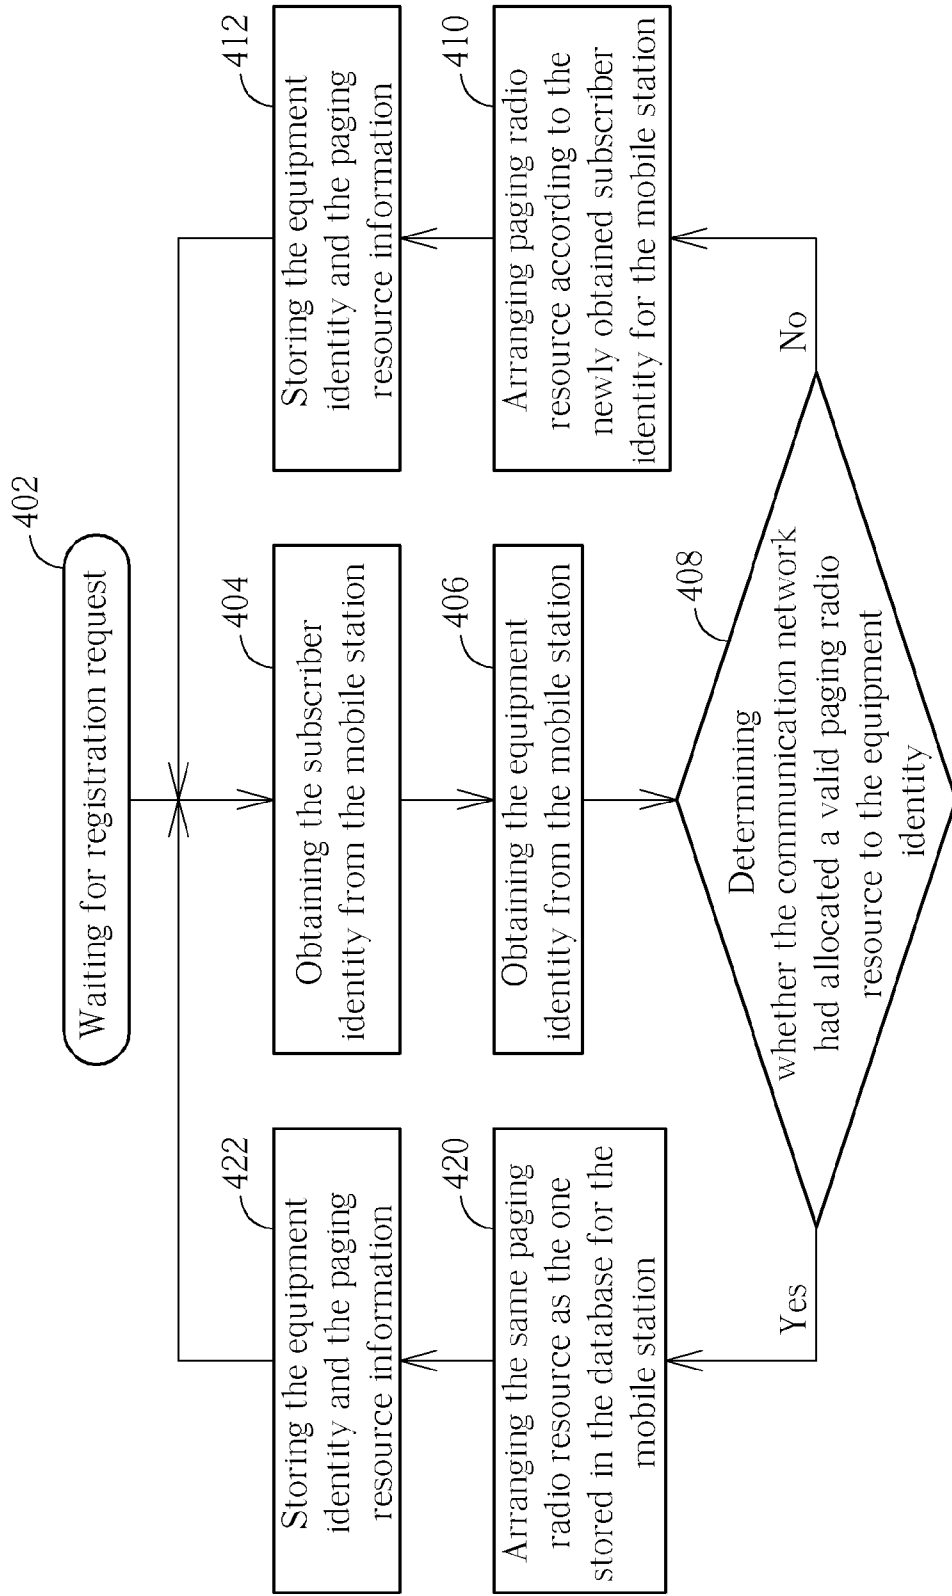 402
Waiting for registration request
404
Obtaining the subscriber
identity from the mobile station
406
Obtaining the equipment
identity from the mobile station
408
Determining
whether the communication network
had allocated a valid paging radio
resource to the equipment
identity
Yes
420
Arranging the same paging
radio resource as the one
stored in the database for the
mobile station
422
Storing the equipment
identity and the paging
resource information
No
410
Arranging paging radio
resource according to the
newly obtained subscriber
identity for the mobile station
412
Storing the equipment
identity and the paging
resource information